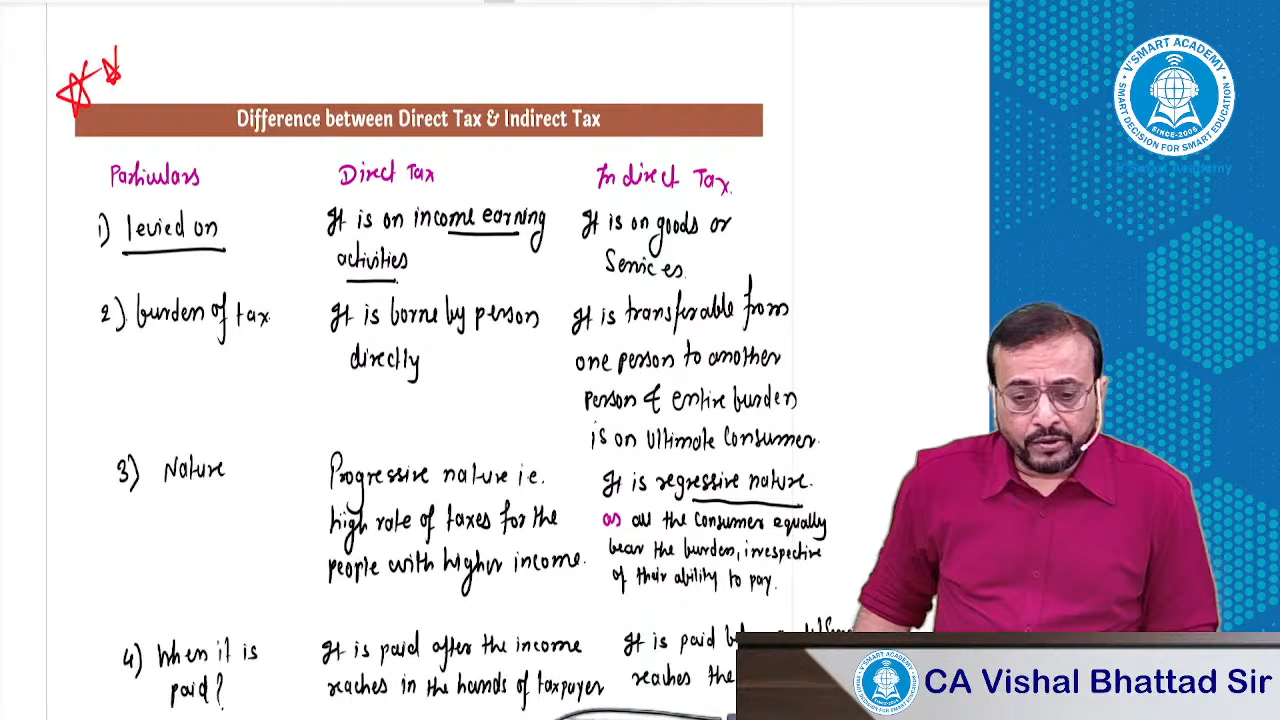 Difference between Direct Tax & Indirect Tax
Particulars Direct Tax Indirect Tax.
1) levied on It is on income earning It is on goods or
activities Services.
2) burden of tax. It is borne by person It is transferable from
directly one person to another
person & entire burden
is on ultimate consumer.
3) Nature Progressive nature i.e. It is regressive nature.
high rate of taxes for the as all the consumer equally
people with higher income. bear the burden, irrespective
of their ability to pay.
4) When it is It is paid after the income It is paid
paid? reaches in the hands of taxpayer reaches the
V'SMART ACADEMY
SMART DECISION FOR SMART EDUCATION
SINCE-2006
V'Smart Academy
V'SMART ACADEMY
CA Vishal Bhattad Sir